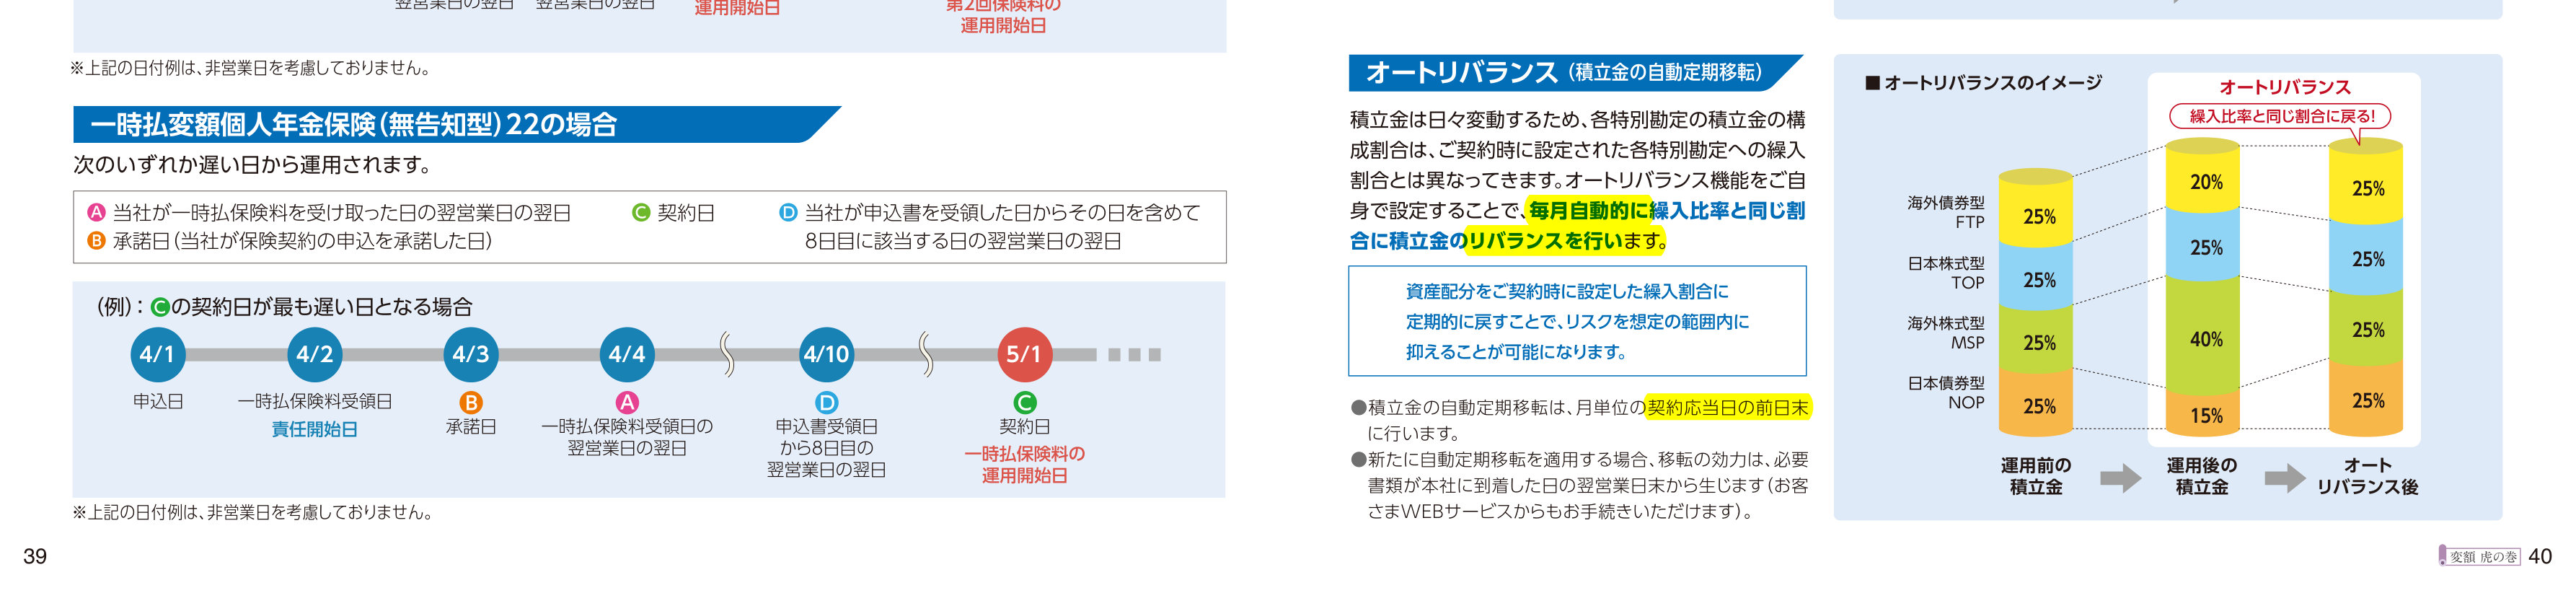 翌営業日の翌日 翌営業日の翌日
運用開始日
第2回保険料の
運用開始日
※上記の日付例は、非営業日を考慮しておりません。
一時払変額個人年金保険(無告知型)22の場合
次のいずれか遅い日から運用されます。
A 当社が一時払保険料を受け取った日の翌営業日の翌日
B 承諾日(当社が保険契約の申込を承諾した日)
C 契約日
D 当社が申込書を受領した日からその日を含めて
8日目に該当する日の翌営業日の翌日
(例):Cの契約日が最も遅い日となる場合
4/1
申込日
4/2
一時払保険料受領日
責任開始日
4/3
B
承諾日
4/4
A
一時払保険料受領日の
翌営業日の翌日
4/10
D
申込書受領日
から8日目の
翌営業日の翌日
5/1
C
契約日
一時払保険料の
運用開始日
※上記の日付例は、非営業日を考慮しておりません。
39
オートリバランス(積立金の自動定期移転)
積立金は日々変動するため、各特別勘定の積立金の構
成割合は、ご契約時に設定された各特別勘定への繰入
割合とは異なってきます。オートリバランス機能をご自
身で設定することで、毎月自動的に繰入比率と同じ割
合に積立金のリバランスを行います。
資産配分をご契約時に設定した繰入割合に
定期的に戻すことで、リスクを想定の範囲内に
抑えることが可能になります。
●積立金の自動定期移転は、月単位の契約応当日の前日末
に行います。
●新たに自動定期移転を適用する場合、移転の効力は、必要
書類が本社に到着した日の翌営業日末から生じます(お客
さまWEBサービスからもお手続きいただけます)。
■オートリバランスのイメージ
オートリバランス
繰入比率と同じ割合に戻る!
海外債券型
FTP
日本株式型
TOP
海外株式型
MSP
日本債券型
NOP
25%
25%
25%
25%
運用前の
積立金
20%
25%
40%
15%
運用後の
積立金
25%
25%
25%
25%
オート
リバランス後
変額 虎の巻 40